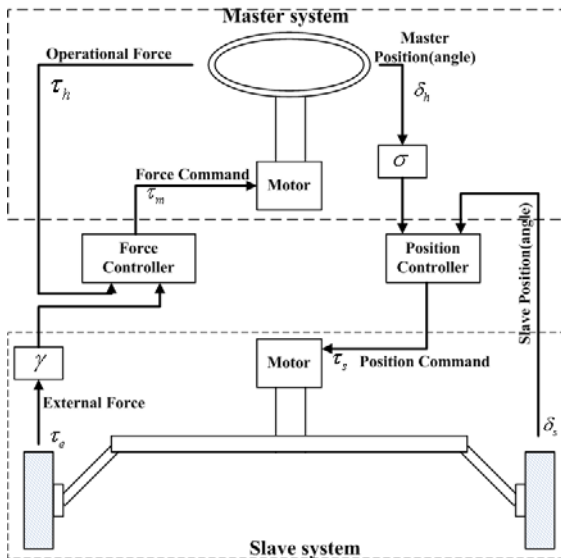 Master system
Operational Force
Master
Position(angle)
τh
δh
σ
Force Command
τm
Motor
Force
Controller
Position
Controller
Slave Position(angle)
Motor
τs
Position Command
γ
External Force
τe
δs
Slave system